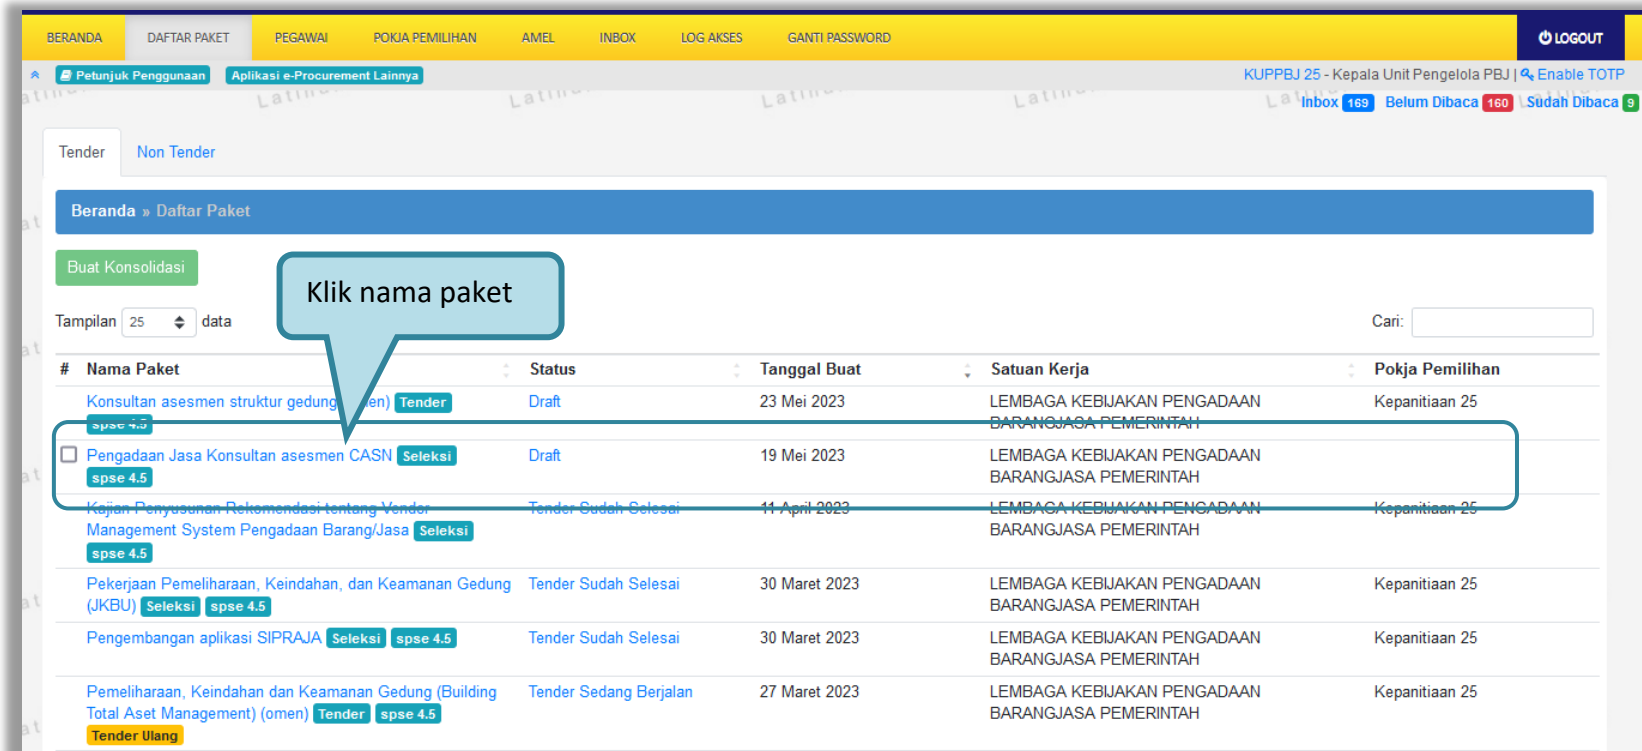 BERANDA DAFTAR PAKET PEGAWAI POKJA PEMILIHAN AMEL INBOX LOG AKSES GANTI PASSWORD LOGOUT
Petunjuk Penggunaan Aplikasi e-Procurement Lainnya KUPPBJ 25 - Kepala Unit Pengelola PBJ | Enable TOTP
Inbox 169 Belum Dibaca 160 Sudah Dibaca 9
Tender Non Tender
Beranda » Daftar Paket
Buat Konsolidasi
Klik nama paket
Tampilan 25 data Cari:
# Nama Paket Status Tanggal Buat Satuan Kerja Pokja Pemilihan
Konsultan asesmen struktur gedung Tender Draft 23 Mei 2023 LEMBAGA KEBIJAKAN PENGADAAN Kepanitiaan 25
spse 4.5 BARANGJASA PEMERINTAH
Pengadaan Jasa Konsultan asesmen CASN Seleksi Draft 19 Mei 2023 LEMBAGA KEBIJAKAN PENGADAAN
spse 4.5 BARANGJASA PEMERINTAH
Kajian Penyusunan Rekomendasi tentang Vendor Tender Sudah Selesai 11 April 2023 LEMBAGA KEBIJAKAN PENGADAAN Kepanitiaan 25
Management System Pengadaan Barang/Jasa Seleksi BARANGJASA PEMERINTAH
spse 4.5
Pekerjaan Pemeliharaan, Keindahan, dan Keamanan Gedung Tender Sudah Selesai 30 Maret 2023 LEMBAGA KEBIJAKAN PENGADAAN Kepanitiaan 25
(JKBU) Seleksi spse 4.5 BARANGJASA PEMERINTAH
Pengembangan aplikasi SIPRAJA Seleksi spse 4.5 Tender Sudah Selesai 30 Maret 2023 LEMBAGA KEBIJAKAN PENGADAAN Kepanitiaan 25
BARANGJASA PEMERINTAH
Pemeliharaan, Keindahan dan Keamanan Gedung (Building Tender Sedang Berjalan 27 Maret 2023 LEMBAGA KEBIJAKAN PENGADAAN Kepanitiaan 25
Total Aset Management) (omen) Tender spse 4.5 BARANGJASA PEMERINTAH
Tender Ulang